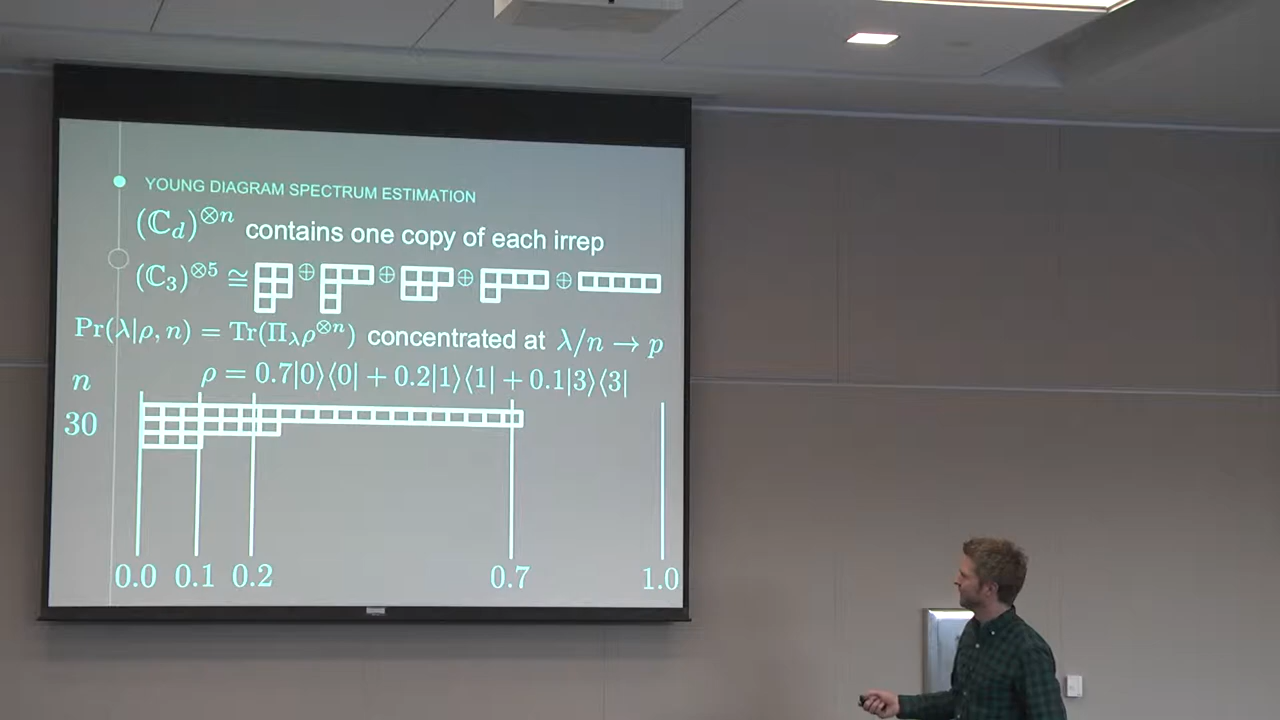 YOUNG DIAGRAM SPECTRUM ESTIMATION
(ℂ_d)^{⊗n} contains one copy of each irrep
(ℂ_3)^{⊗5} ≅ ⊕ ⊕ ⊕ ⊕
Pr(λ|ρ, n) = Tr(Π_λ ρ^{⊗n}) concentrated at λ/n → p
n ρ = 0.7|0⟩⟨0| + 0.2|1⟩⟨1| + 0.1|3⟩⟨3|
30
0.0 0.1 0.2 0.7 1.0